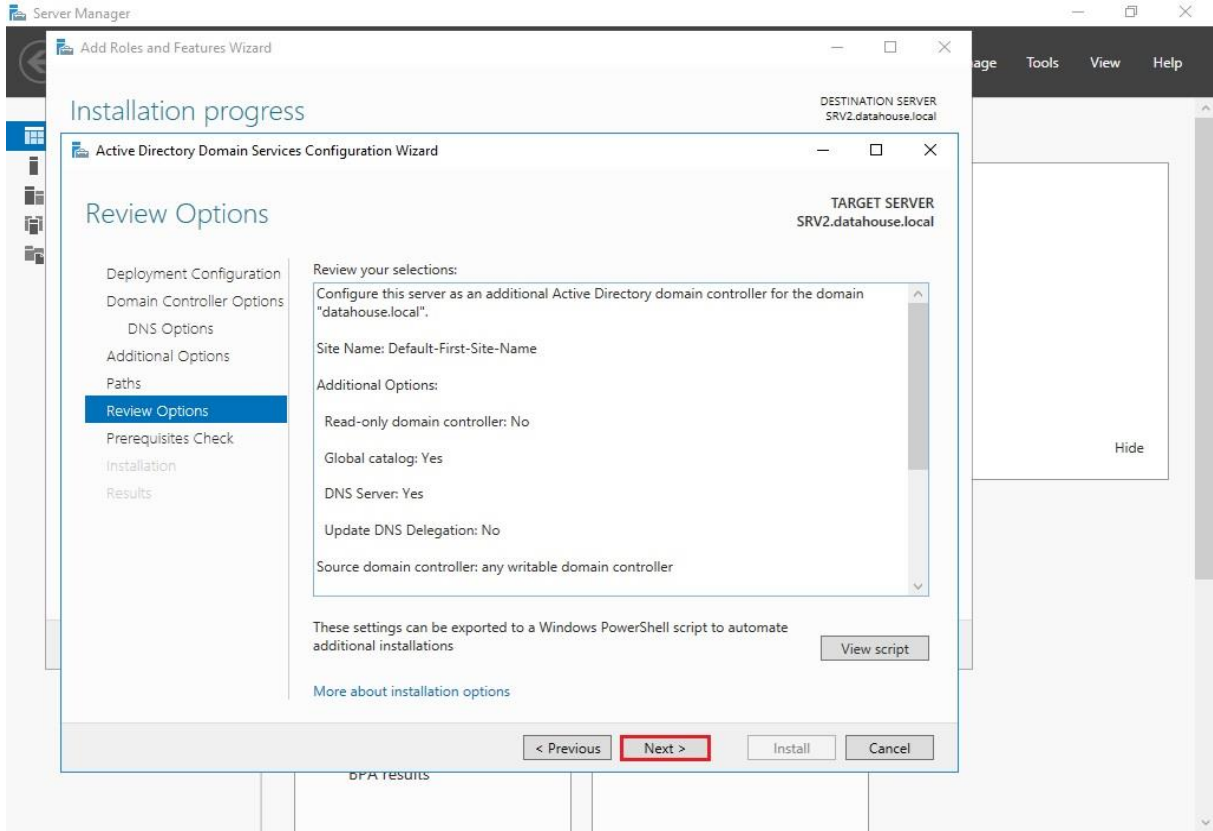 Server Manager
Add Roles and Features Wizard
Tools
View
Help
Installation progress
DESTINATION SERVER
SRV2.datahouse.local
Active Directory Domain Services Configuration Wizard
Review Options
TARGET SERVER
SRV2.datahouse.local
Deployment Configuration
Domain Controller Options
DNS Options
Additional Options
Paths
Review Options
Prerequisites Check
Installation
Results
Review your selections:
Configure this server as an additional Active Directory domain controller for the domain
"datahouse.local".
Site Name: Default-First-Site-Name
Additional Options:
Read-only domain controller: No
Global catalog: Yes
DNS Server: Yes
Update DNS Delegation: No
Source domain controller: any writable domain controller
These settings can be exported to a Windows PowerShell script to automate
additional installations
View script
More about installation options
Hide
< Previous
Next >
Install
Cancel
BPA results